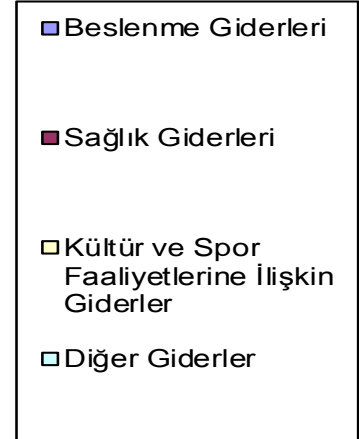 Beslenme Giderleri
Sağlık Giderleri
Kültür ve Spor
Faaliyetlerine İlişkin
Giderler
Diğer Giderler